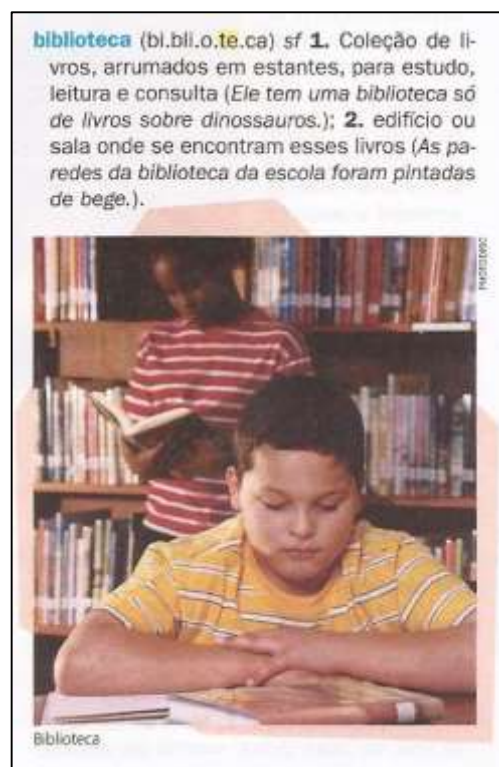 biblioteca (bi.bli.o.te.ca) sf 1. Coleção de li-
vros, arrumados em estantes, para estudo,
leitura e consulta (Ele tem uma biblioteca só
de livros sobre dinossauros.); 2. edifício ou
sala onde se encontram esses livros (As pa-
redes da biblioteca da escola foram pintadas
de bege.).
PHOTODISC
Biblioteca